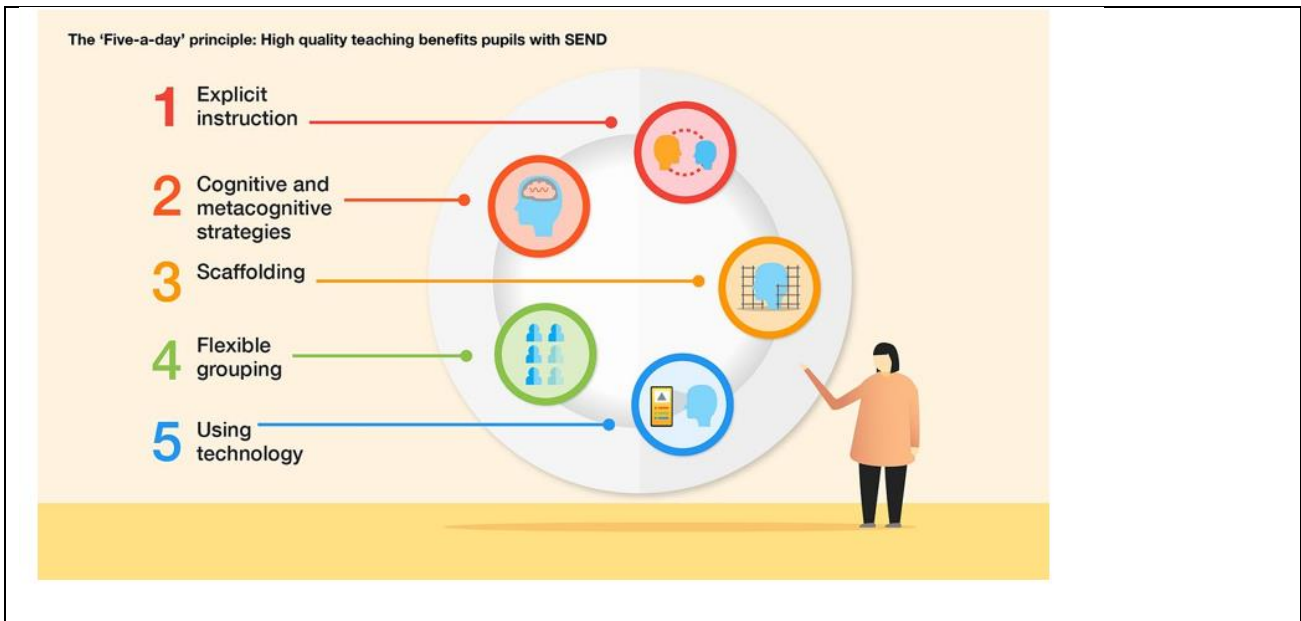 The ‘Five-a-day’ principle: High quality teaching benefits pupils with SEND
1 Explicit
instruction
2 Cognitive and
metacognitive
strategies
3 Scaffolding
4 Flexible
grouping
5 Using
technology